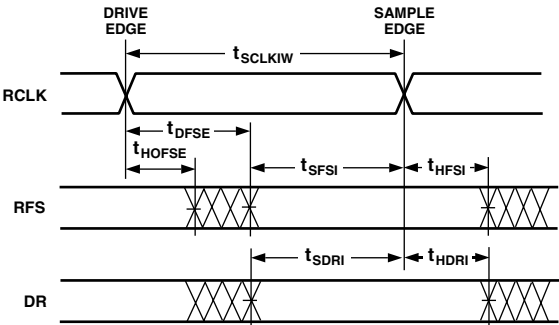 DRIVE EDGE
SAMPLE EDGE
tSCLKIW
RCLK
tDFSE
tHOFSE
tSFSI
tHFSI
RFS
tSDRI
tHDRI
DR